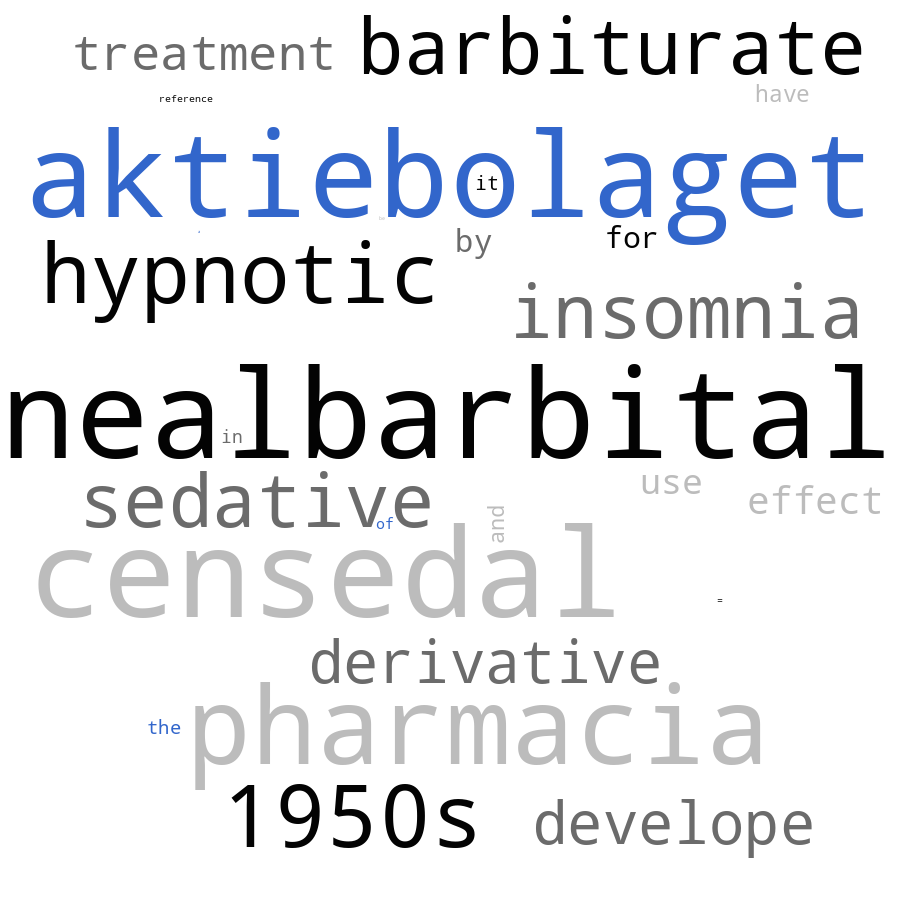 treatment barbiturate
reference have
aktiebolaget
it
by for
hypnotic
insomnia
nealbarbital
in
sedative use effect
of and
censedal
=
derivative
the pharmacia
1950s develope